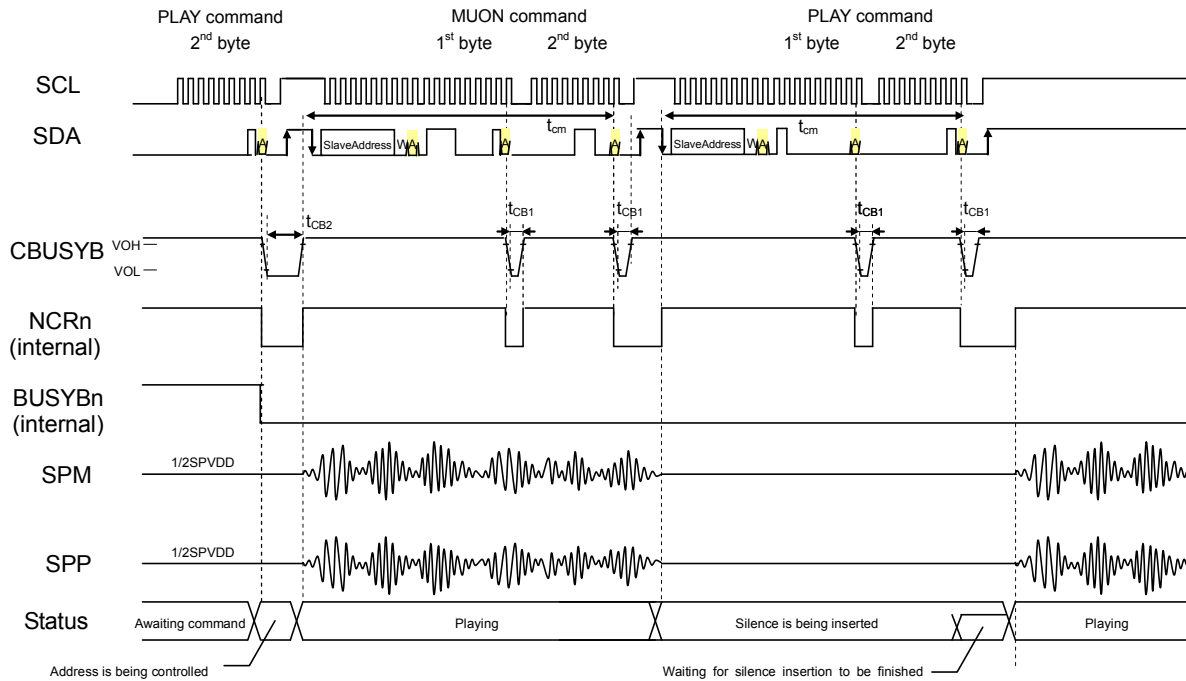 PLAY command
2nd byte
MUON command
1st byte 2nd byte
PLAY command
1st byte 2nd byte
SCL
SDA
SlaveAddress W A
A
A
A
tcm
SlaveAddress W A
A
A
tcm
CBUSYB
VOH
VOL
tCB2
tCB1
tCB1
tCB1
tCB1
NCRn
(internal)
BUSYBn
(internal)
SPM
1/2SPVDD
SPP
1/2SPVDD
Status
Awaiting command
Playing
Silence is being inserted
Playing
Address is being controlled
Waiting for silence insertion to be finished